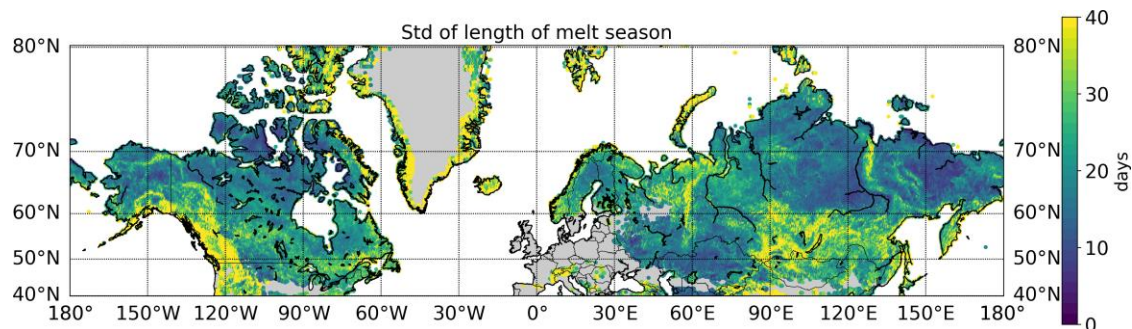 Std of length of melt season
80°N 80°N 40
70°N 70°N 30
60°N 60°N 20
50°N 50°N 10
40°N 40°N 0
days
180° 150°W 120°W 90°W 60°W 30°W 0° 30°E 60°E 90°E 120°E 150°E 180°